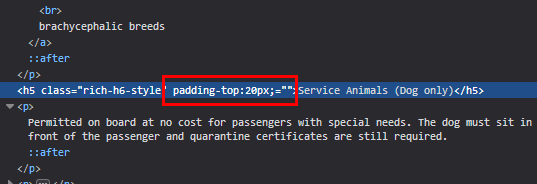 <br>
brachycephalic breeds
</a>
::after
</p>
<h5 class="rich-h6-style" padding-top:20px;="">Service Animals (Dog only)</h5>
<p>
Permitted on board at no cost for passengers with special needs. The dog must sit in
front of the passenger and quarantine certificates are still required.
::after
</p>
<p>…</p>